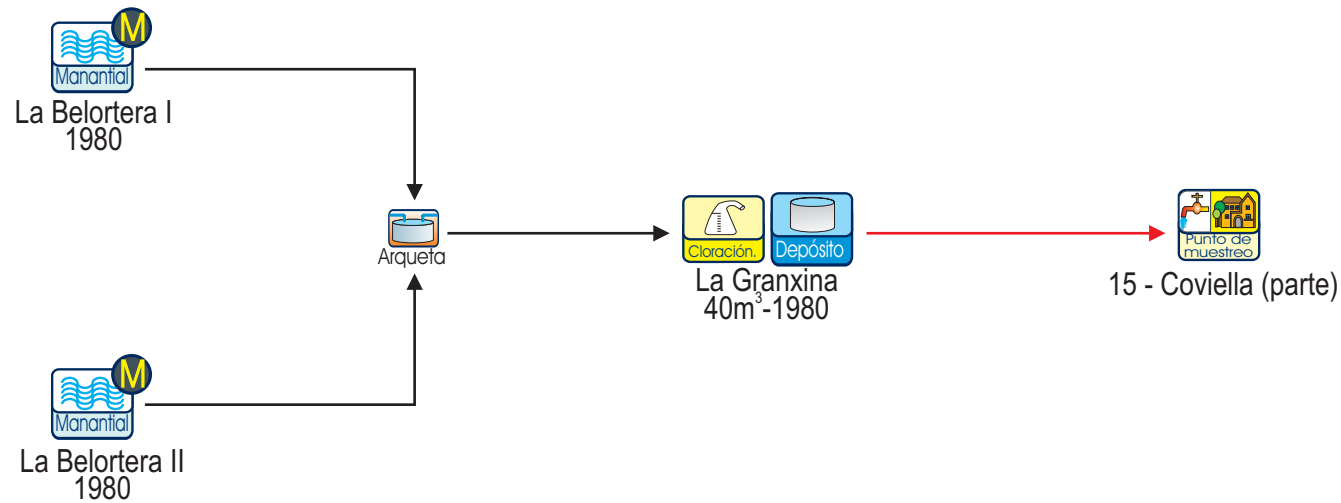 M
Manantial
La Belortera I
1980
Arqueta
M
Manantial
La Belortera II
1980
Cloración.
Depósito
La Granxina
40m³-1980
Punto de
muestreo
15 - Coviella (parte)